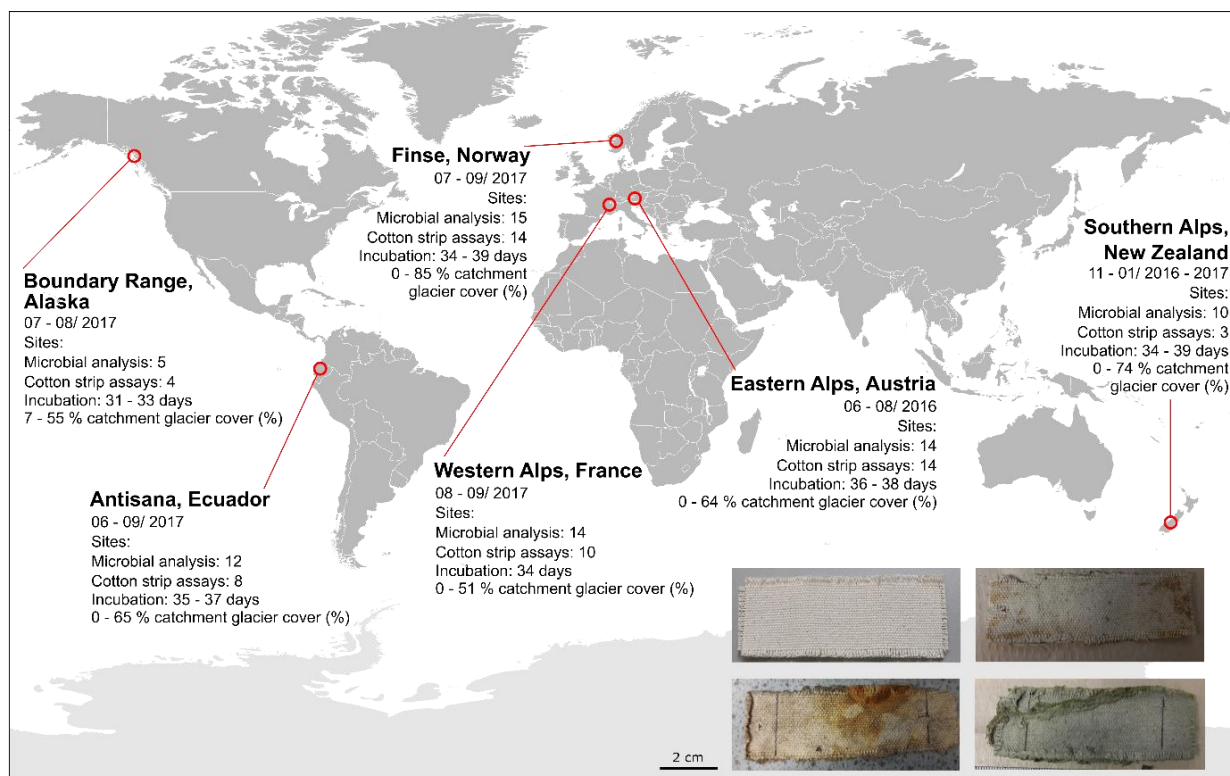 Finse, Norway
07 - 09/ 2017
Sites:
Microbial analysis: 15
Cotton strip assays: 14
Incubation: 34 - 39 days
0 - 85 % catchment
glacier cover (%)
Southern Alps,
New Zealand
11 - 01/ 2016 - 2017
Sites:
Microbial analysis: 10
Cotton strip assays: 3
Incubation: 34 - 39 days
0 - 74 % catchment
glacier cover (%)
Boundary Range,
Alaska
07 - 08/ 2017
Sites:
Microbial analysis: 5
Cotton strip assays: 4
Incubation: 31 - 33 days
7 - 55 % catchment glacier cover (%)
Eastern Alps, Austria
06 - 08/ 2016
Sites:
Microbial analysis: 14
Cotton strip assays: 14
Incubation: 36 - 38 days
0 - 64 % catchment glacier cover (%)
Western Alps, France
08 - 09/ 2017
Sites:
Microbial analysis: 14
Cotton strip assays: 10
Incubation: 34 days
0 - 51 % catchment glacier cover (%)
Antisana, Ecuador
06 - 09/ 2017
Sites:
Microbial analysis: 12
Cotton strip assays: 8
Incubation: 35 - 37 days
0 - 65 % catchment glacier cover (%)
2 cm